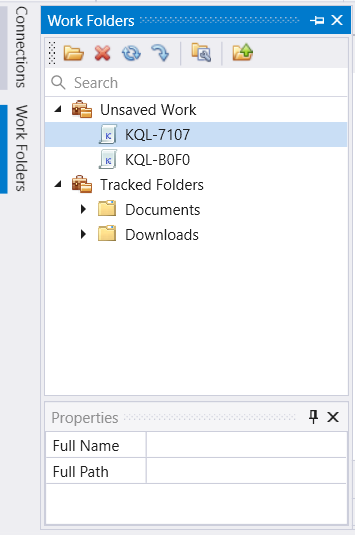 Connections
Work Folders
Work Folders
Search
Unsaved Work
K KQL-7107
K KQL-B0F0
Tracked Folders
Documents
Downloads
Properties
Full Name
Full Path